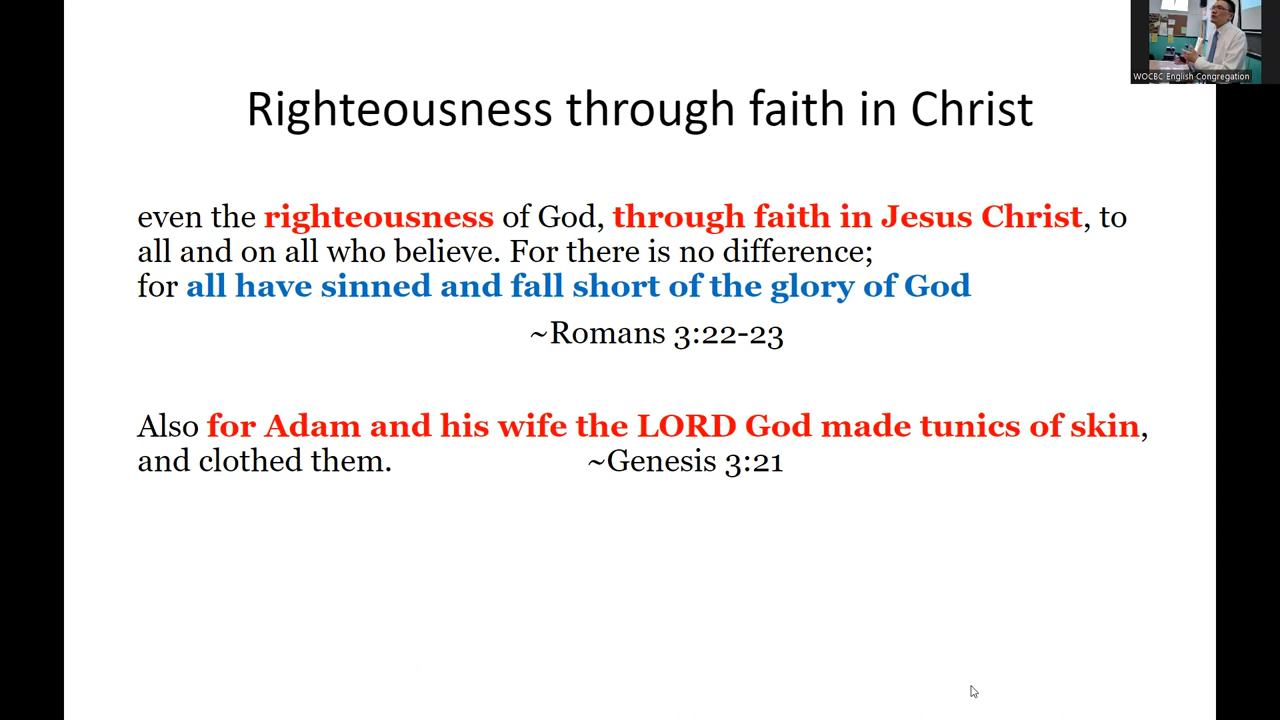 WOCBC English Congregation
Righteousness through faith in Christ
even the righteousness of God, through faith in Jesus Christ, to
all and on all who believe. For there is no difference;
for all have sinned and fall short of the glory of God
~Romans 3:22-23
Also for Adam and his wife the LORD God made tunics of skin,
and clothed them. ~Genesis 3:21